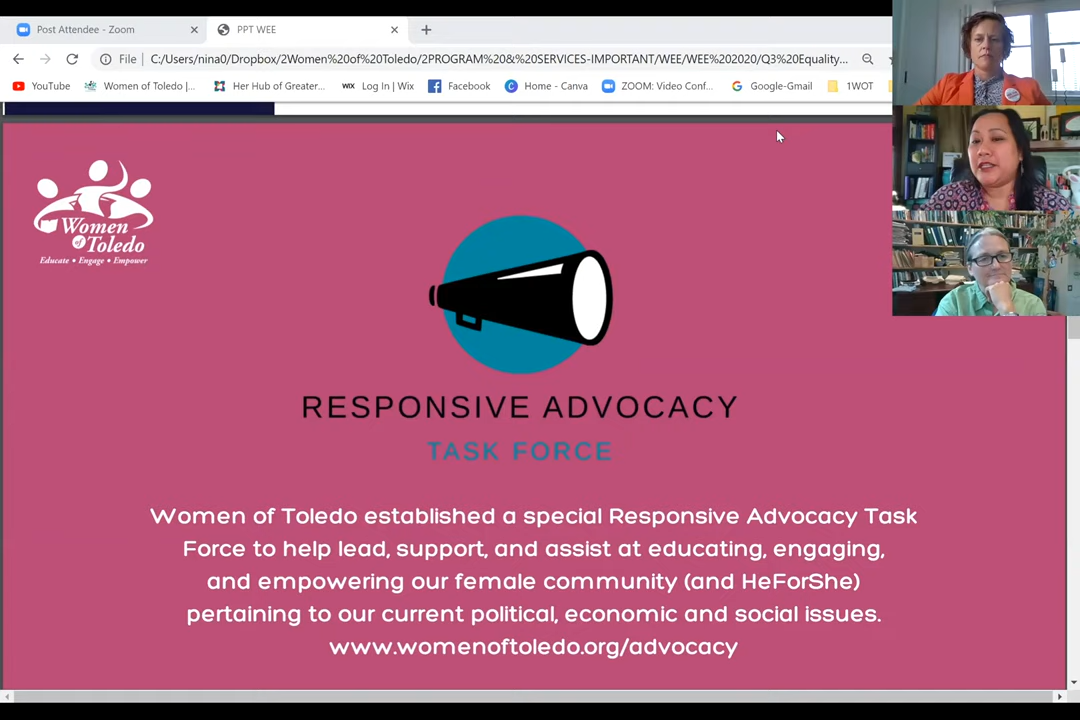 Post Attendee - Zoom
PPT WEE
File
C:/Users/nina0/Dropbox/2Women%20of%20Toledo/2PROGRAM%20&%20SERVICES-IMPORTANT/WEE/WEE%202020/Q3%20Equality...
YouTube
Women of Toledo |...
Her Hub of Greater...
WIX Log In | Wix
Facebook
Home - Canva
ZOOM: Video Conf...
Google-Gmail
1WOT
Women
of Toledo
Educate • Engage • Empower
RESPONSIVE ADVOCACY
TASK FORCE
Women of Toledo established a special Responsive Advocacy Task
Force to help lead, support, and assist at educating, engaging,
and empowering our female community (and HeForShe)
pertaining to our current political, economic and social issues.
www.womenoftoledo.org/advocacy